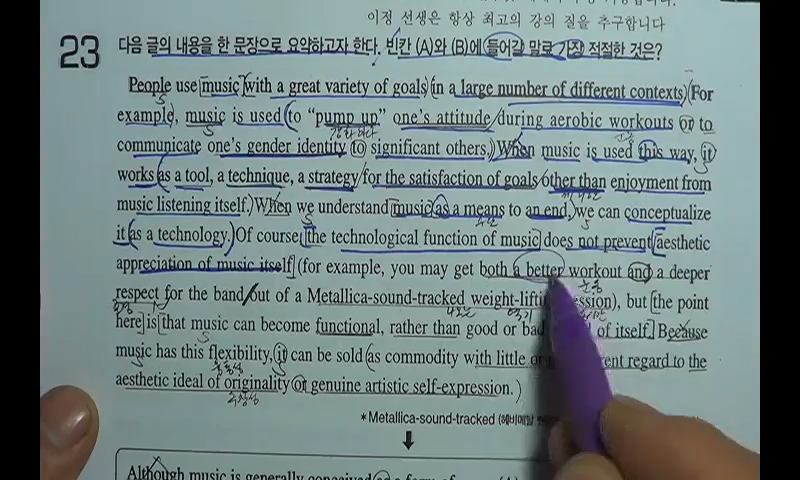 이정 선생은 항상 최고의 강의 질을 추구합니다
23 다음 글의 내용을 한 문장으로 요약하고자 한다. 빈칸 (A)와 (B)에 들어갈 말로 가장 적절한 것은?
People use music with a great variety of goals in a large number of different contexts. For
example, music is used to “pump up” one's attitude during aerobic workouts or to
communicate one's gender identity to significant others. When music is used this way, it
works as a tool, a technique, a strategy for the satisfaction of goals other than enjoyment from
music listening itself. When we understand music as a means to an end, we can conceptualize
it as a technology. Of course, the technological function of music does not prevent aesthetic
appreciation of music itself (for example, you may get both a better workout and a deeper
respect for the band out of a Metallica-sound-tracked weight-lifti ssion), but the point
here is that music can become functional, rather than good or bad of itself. Because
music has this flexibility, it can be sold as commodity with little or rent regard to the
aesthetic ideal of originality or genuine artistic self-expression.
*Metallica-sound-tracked (헤비메탈
Although music is generally conceived as a form of (A)